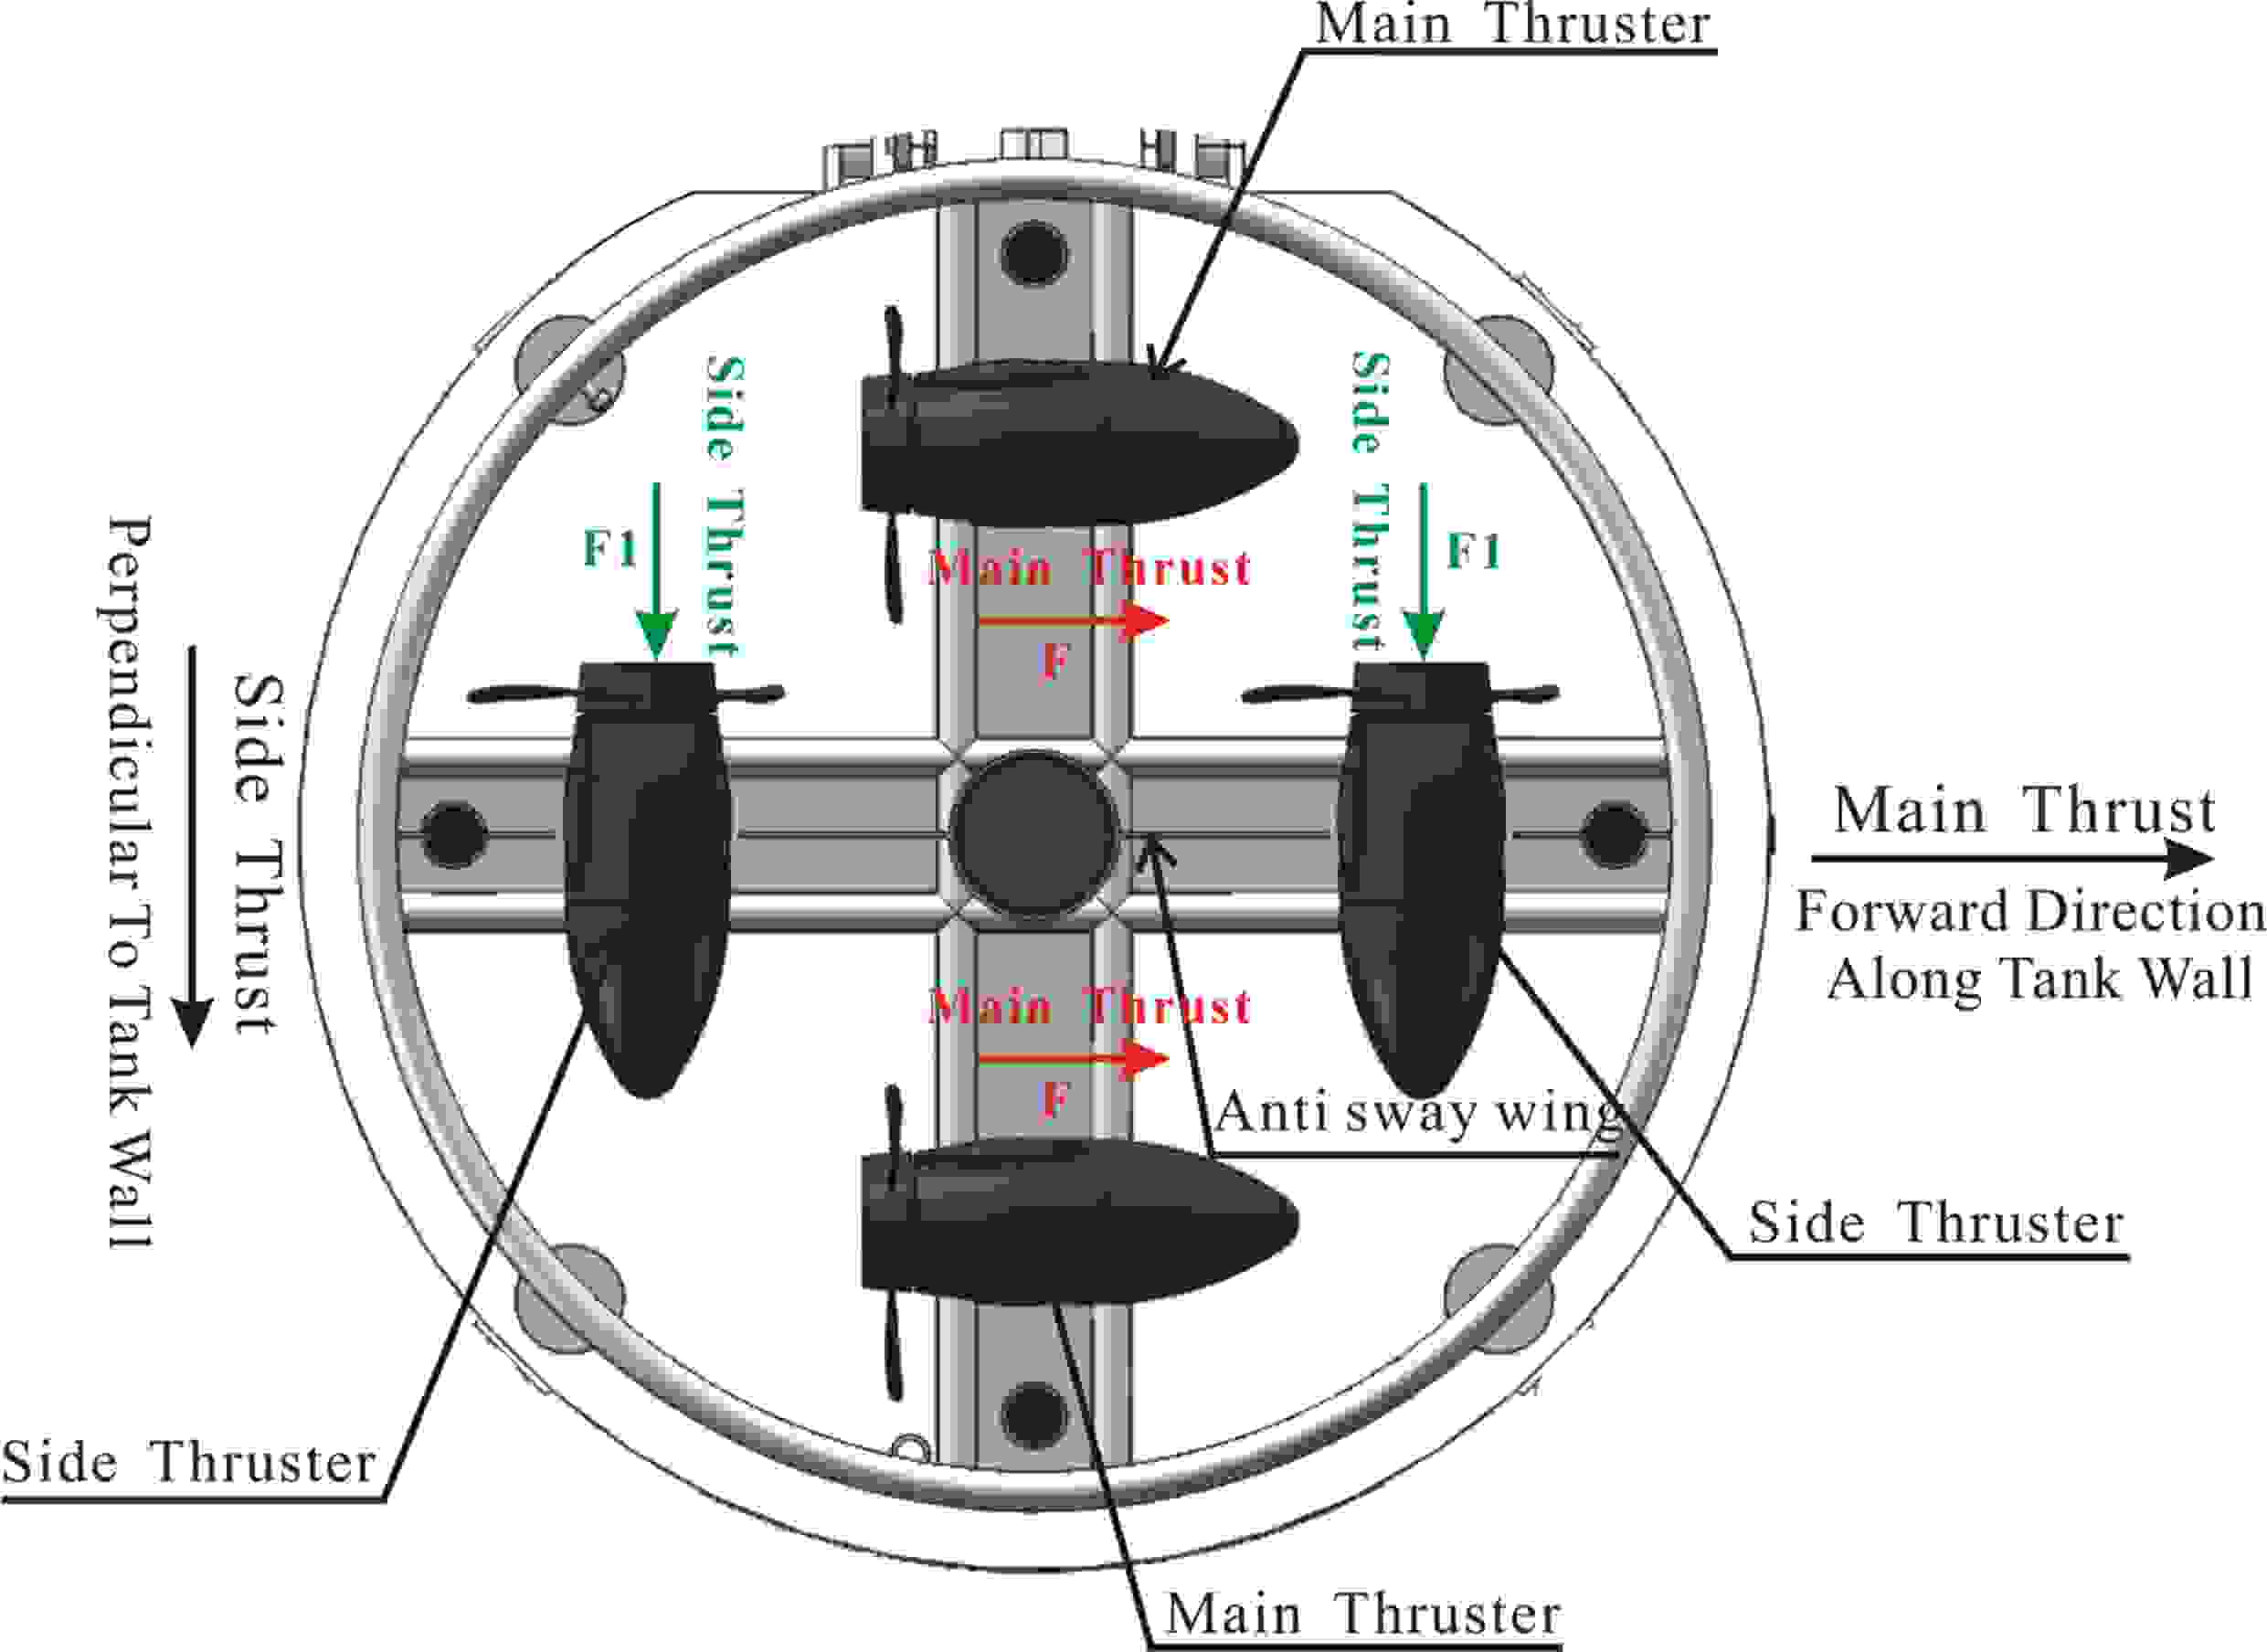 Main Thruster
Side Thrust
Side Thrust
F1
F1
Main Thrust
F
Perpendicular To Tank Wall
Side Thrust
Main Thrust
Forward Direction
Along Tank Wall
Main Thrust
F
Anti sway wing
Side Thruster
Side Thruster
Main Thruster